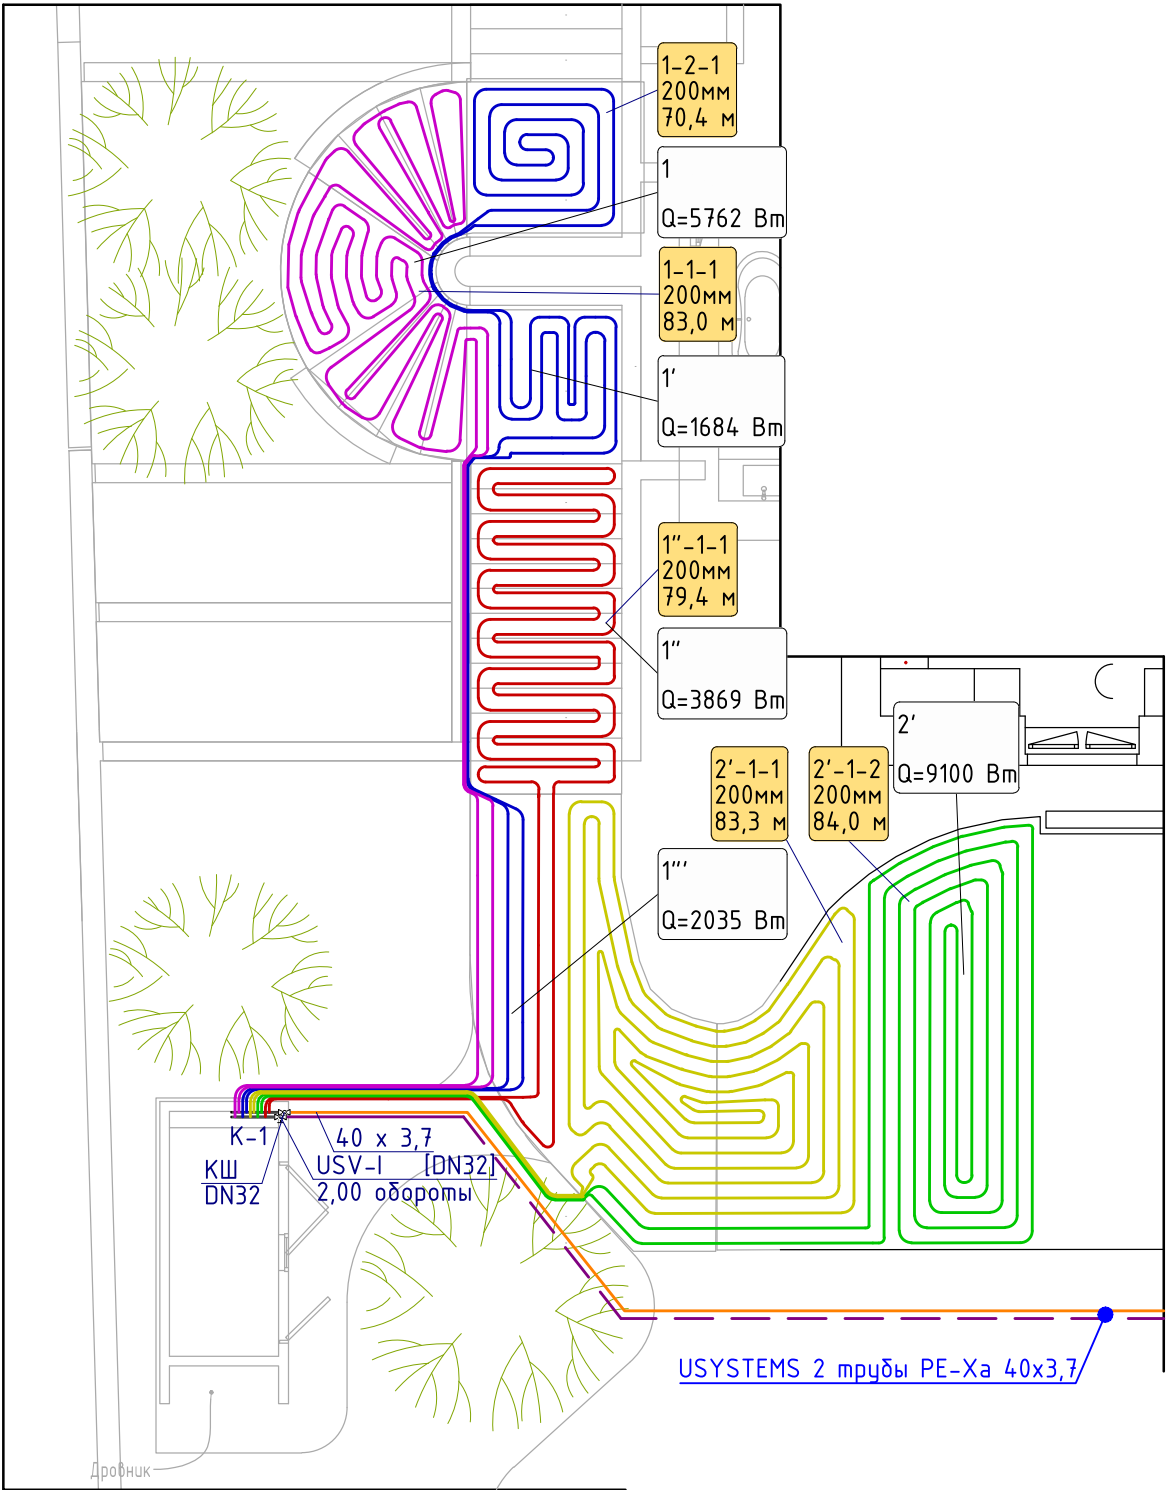 1-2-1
200мм
70,4 м
1
Q=5762 Вт
1-1-1
200мм
83,0 м
1'
Q=1684 Вт
1''-1-1
200мм
79,4 м
1''
Q=3869 Вт
2'-1-1
200мм
83,3 м
2'-1-2
200мм
84,0 м
2'
Q=9100 Вт
1'''
Q=2035 Вт
К-1
40 x 3,7
КШ
DN32
USV-I [DN32]
2,00 обороты
USYSTEMS 2 трубы PE-Xa 40x3,7
Дровник